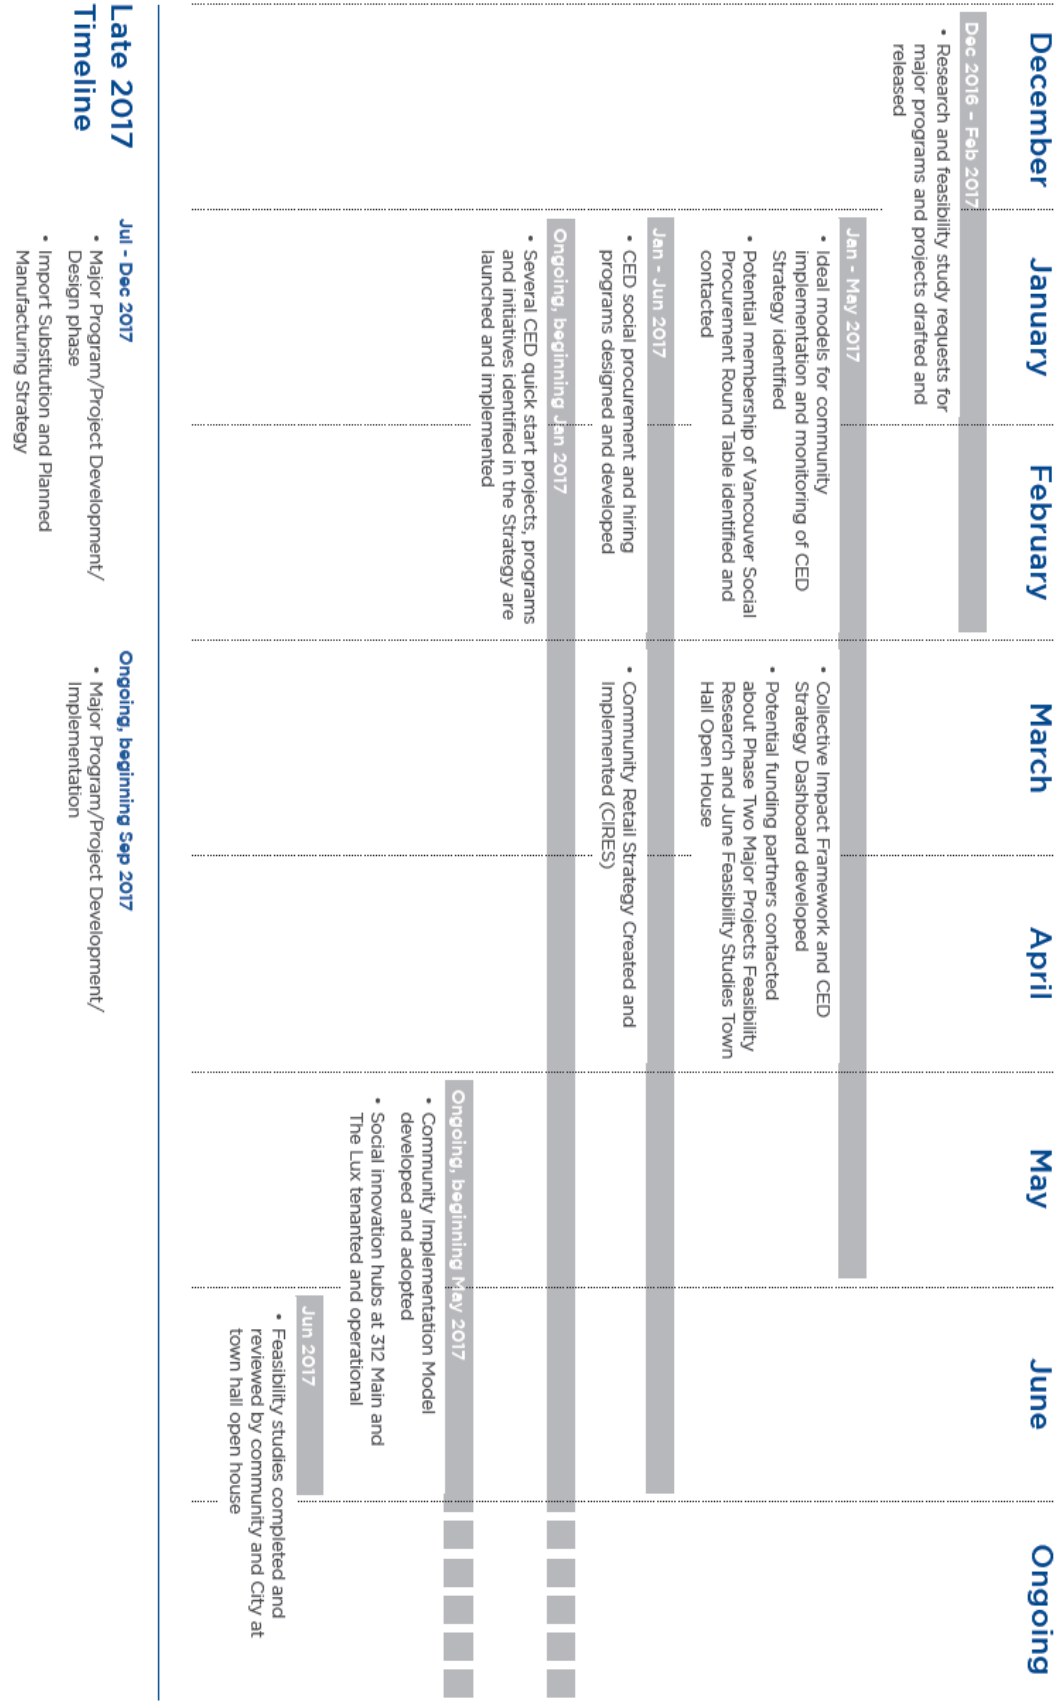 December
January
February
March
April
May
June
Ongoing
Dec 2016 – Feb 2017
• Research and feasibility study requests for
major programs and projects drafted and
released
Jan - May 2017
• Ideal models for community
implementation and monitoring of CED
Strategy identified
• Potential membership of Vancouver Social
Procurement Round Table identified and
contacted
• Collective Impact Framework and CED
Strategy Dashboard developed
• Potential funding partners contacted
about Phase Two Major Projects Feasibility
Research and June Feasibility Studies Town
Hall Open House
Jan - Jun 2017
• CED social procurement and hiring
programs designed and developed
• Community Retail Strategy Created and
Implemented (CIRES)
Ongoing, beginning Jan 2017
• Several CED quick start projects, programs
and initiatives identified in the Strategy are
launched and implemented
Ongoing, beginning May 2017
• Community Implementation Model
developed and adopted
• Social innovation hubs at 312 Main and
The Lux tenanted and operational
Jun 2017
• Feasibility studies completed and
reviewed by community and City at
town hall open house
Late 2017
Timeline
Jul - Dec 2017
• Major Program/Project Development/
Design phase
• Import Substitution and Planned
Manufacturing Strategy
Ongoing, beginning Sep 2017
• Major Program/Project Development/
Implementation